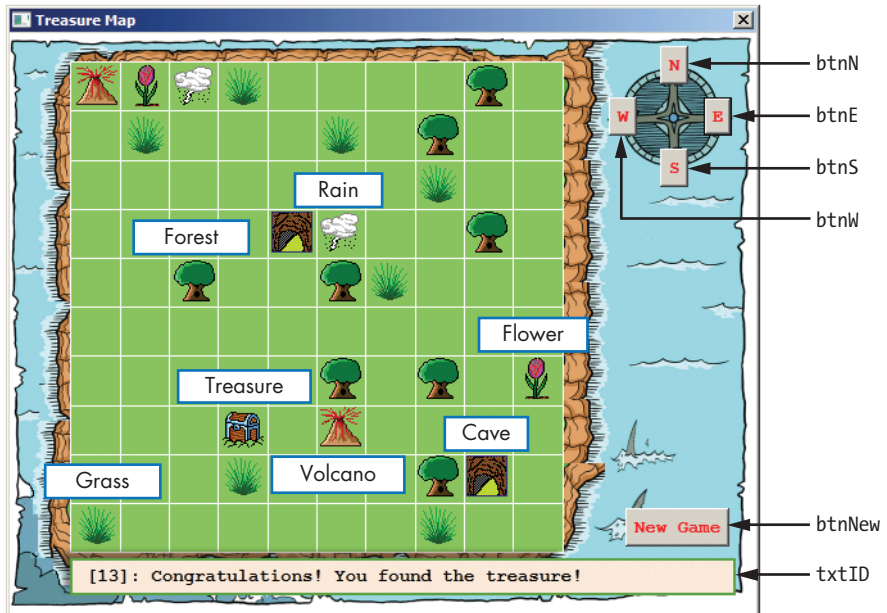 Treasure Map
N
btnN
W
E
btnE
S
btnS
btnW
Rain
Forest
Flower
Treasure
Cave
Volcano
Grass
New Game
btnNew
[13]: Congratulations! You found the treasure!
txtID